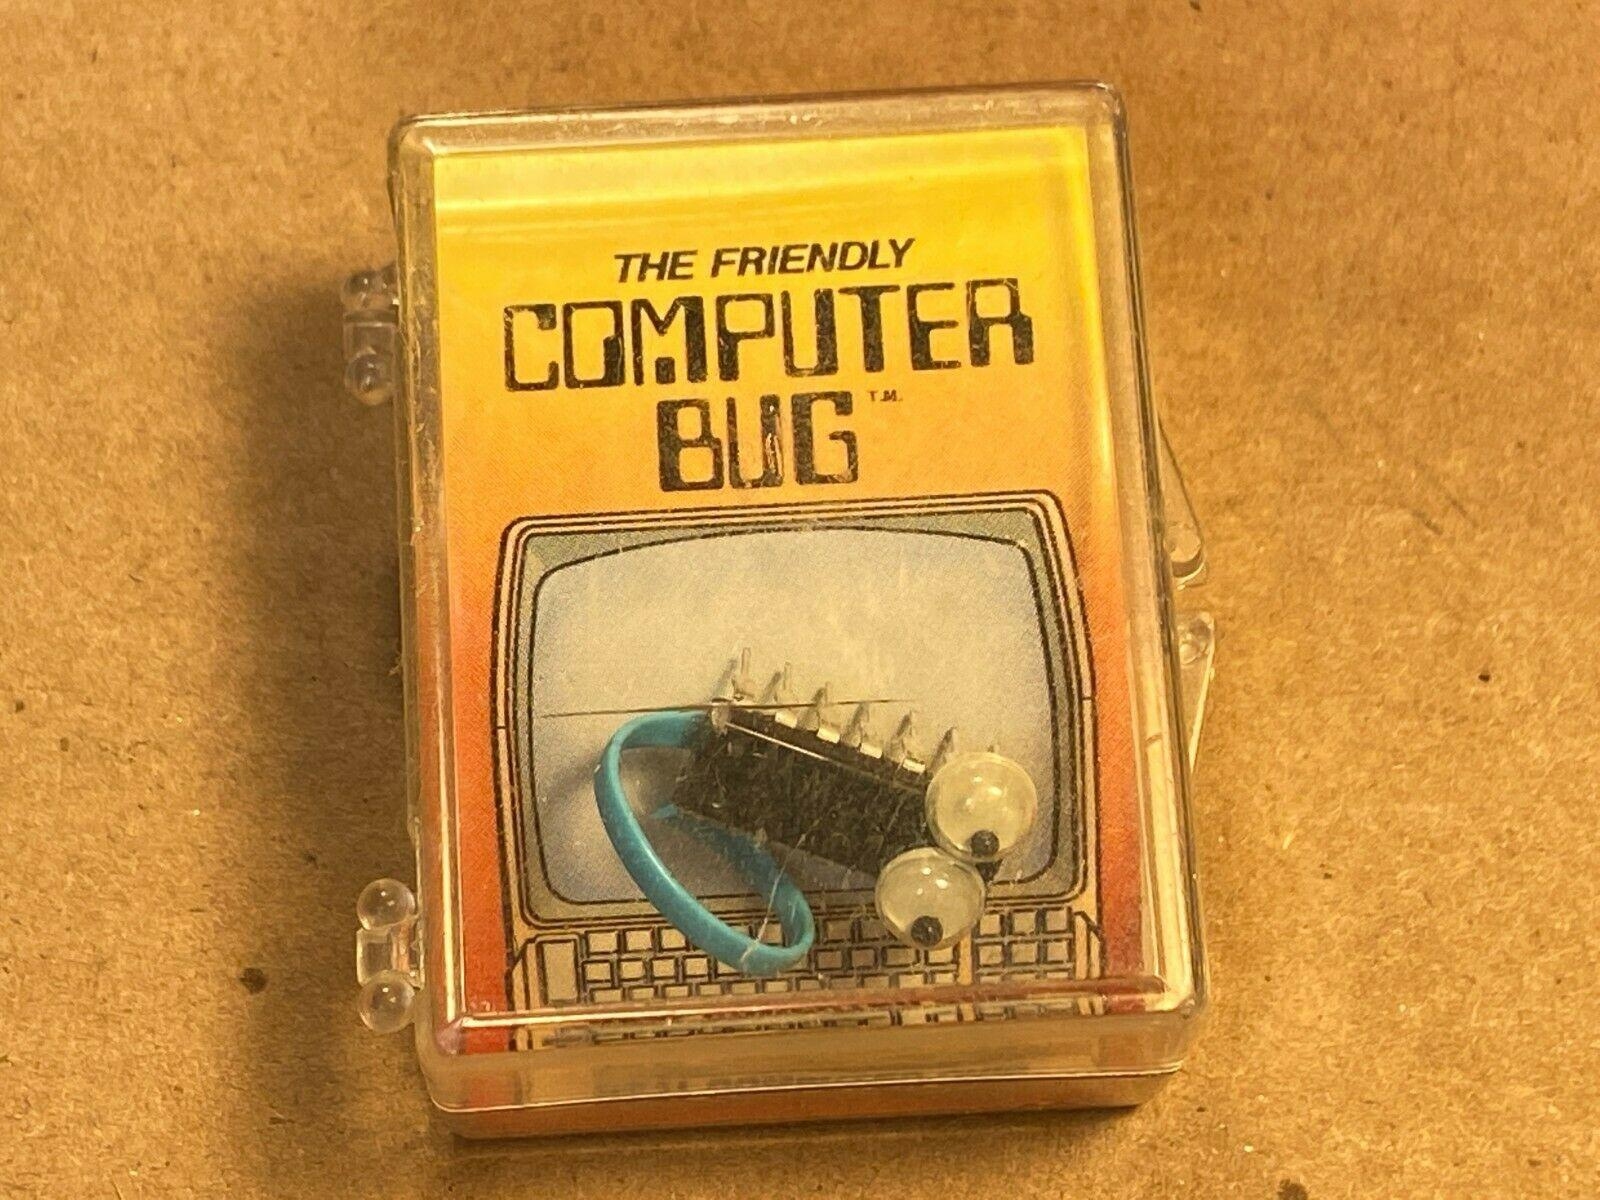 THE FRIENDLY
COMPUTER
BUG T.M.